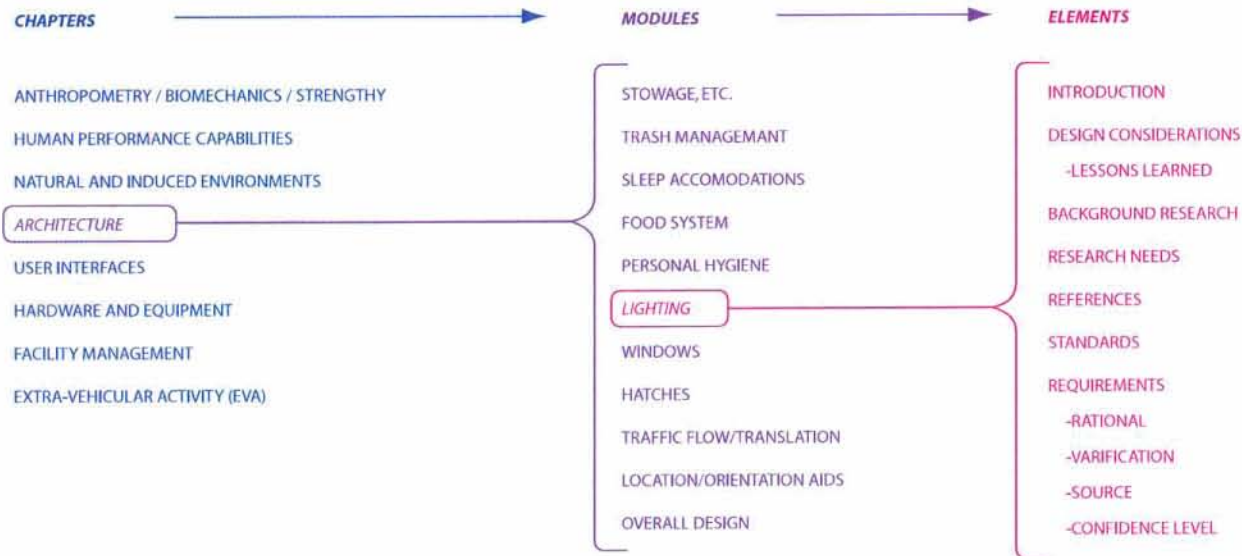 CHAPTERS
ANTHROPOMETRY / BIOMECHANICS / STRENGTHY
HUMAN PERFORMANCE CAPABILITIES
NATURAL AND INDUCED ENVIRONMENTS
ARCHITECTURE
USER INTERFACES
HARDWARE AND EQUIPMENT
FACILITY MANAGEMENT
EXTRA-VEHICULAR ACTIVITY (EVA)
MODULES
STOWAGE, ETC.
TRASH MANAGEMANT
SLEEP ACCOMODATIONS
FOOD SYSTEM
PERSONAL HYGIENE
LIGHTING
WINDOWS
HATCHES
TRAFFIC FLOW/TRANSLATION
LOCATION/ORIENTATION AIDS
OVERALL DESIGN
ELEMENTS
INTRODUCTION
DESIGN CONSIDERATIONS
-LESSONS LEARNED
BACKGROUND RESEARCH
RESEARCH NEEDS
REFERENCES
STANDARDS
REQUIREMENTS
-RATIONAL
-VARIFICATION
-SOURCE
-CONFIDENCE LEVEL